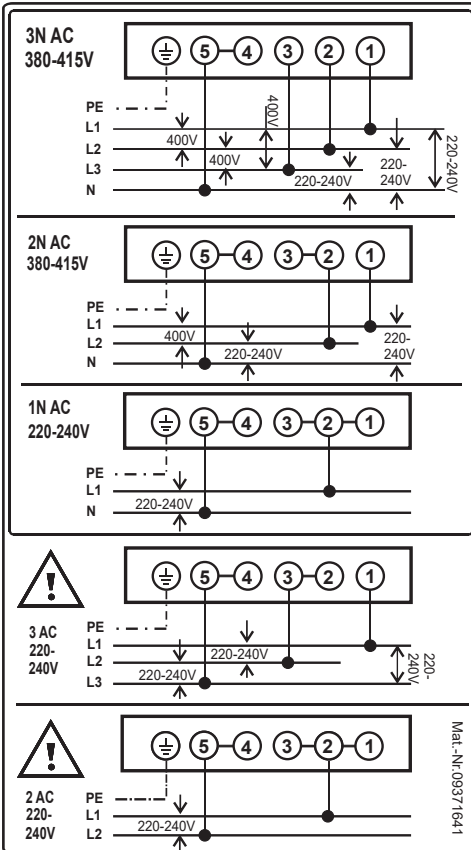 3N AC
380-415V
5 4 3 2 1
PE
L1
L2
L3
N
400V
400V
400V
220-240V
220-
240V
220-240V
2N AC
380-415V
5 4 3 2 1
PE
L1
L2
N
400V
220-240V
220-
240V
1N AC
220-240V
5 4 3 2 1
PE
L1
N
220-240V
!
3 AC
220-
240V
5 4 3 2 1
PE
L1
L2
L3
220-240V
220-240V
220-
240V
!
2 AC
220-
240V
5 4 3 2 1
PE
L1
L2
220-240V
Mat.-Nr.09371641